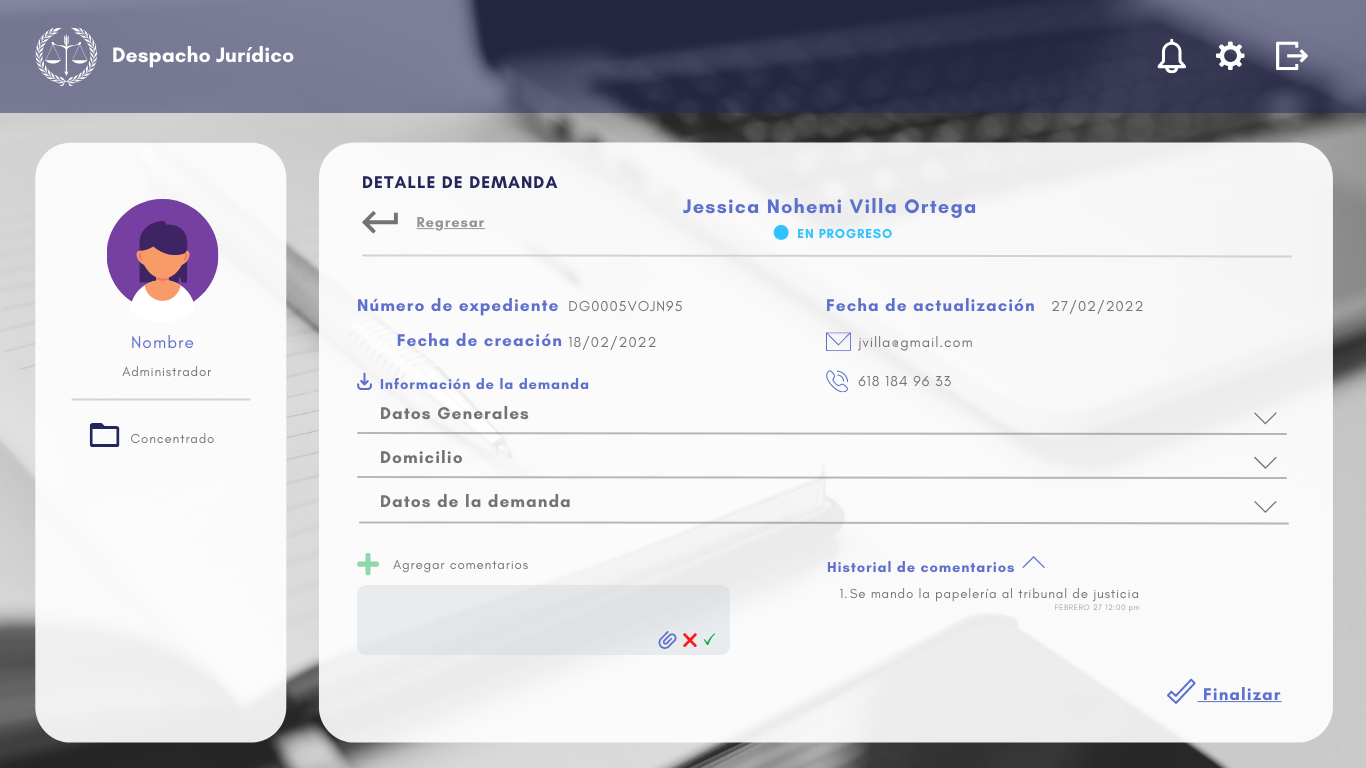 Despacho Jurídico
Nombre
Administrador
Concentrado
DETALLE DE DEMANDA
Regresar
Jessica Nohemi Villa Ortega
EN PROGRESO
Número de expediente DG0005VOJN95
Fecha de creación 18/02/2022
Fecha de actualización 27/02/2022
jvilla@gmail.com
618 184 96 33
Información de la demanda
Datos Generales
Domicilio
Datos de la demanda
Agregar comentarios
Historial de comentarios
1. Se mando la papelería al tribunal de justicia
FEBRERO 27 12:00 pm
Finalizar